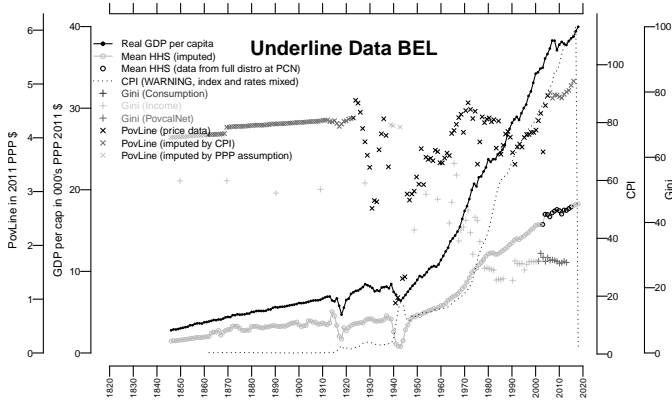 Underline Data BEL
Real GDP per capita
Mean HHS (imputed)
Mean HHS (data from full distro at PCN)
CPI (WARNING, index and rates mixed)
Gini (Consumption)
Gini (Income)
Gini (PovcalNet)
PovLine (price data)
PovLine (imputed by CPI)
PovLine (imputed by PPP assumption)
PovLine in 2011 PPP $
0 1 2 3 4 5 6
GDP per cap in 000's PPP 2011 $
0 10 20 30 40
CPI
0 20 40 60 80 100
Gini
0 20 40 60 80 100
1820 1830 1840 1850 1860 1870 1880 1890 1900 1910 1920 1930 1940 1950 1960 1970 1980 1990 2000 2010 2020